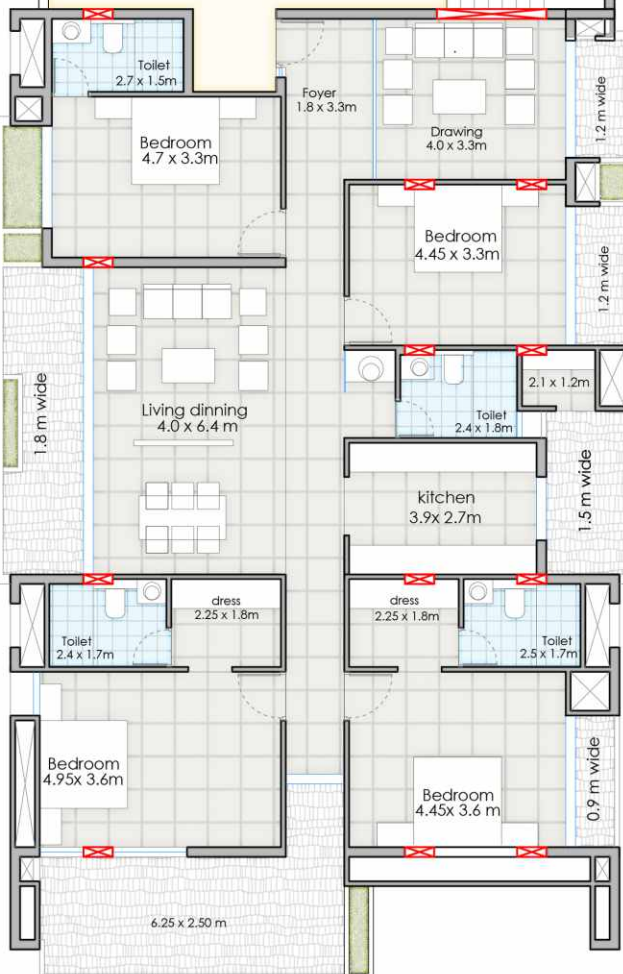 Toilet
2.7 x 1.5m
Foyer
1.8 x 3.3m
Drawing
4.0 x 3.3m
1.2 m wide
Bedroom
4.7 x 3.3m
Bedroom
4.45 x 3.3m
1.2 m wide
1.8 m wide
Living dinning
4.0 x 6.4 m
Toilet
2.4 x 1.8m
2.1 x 1.2m
kitchen
3.9x 2.7m
1.5 m wide
Toilet
2.4 x 1.7m
dress
2.25 x 1.8m
dress
2.25 x 1.8m
Toilet
2.5 x 1.7m
Bedroom
4.95x 3.6m
Bedroom
4.45x 3.6 m
0.9 m wide
6.25 x 2.50 m